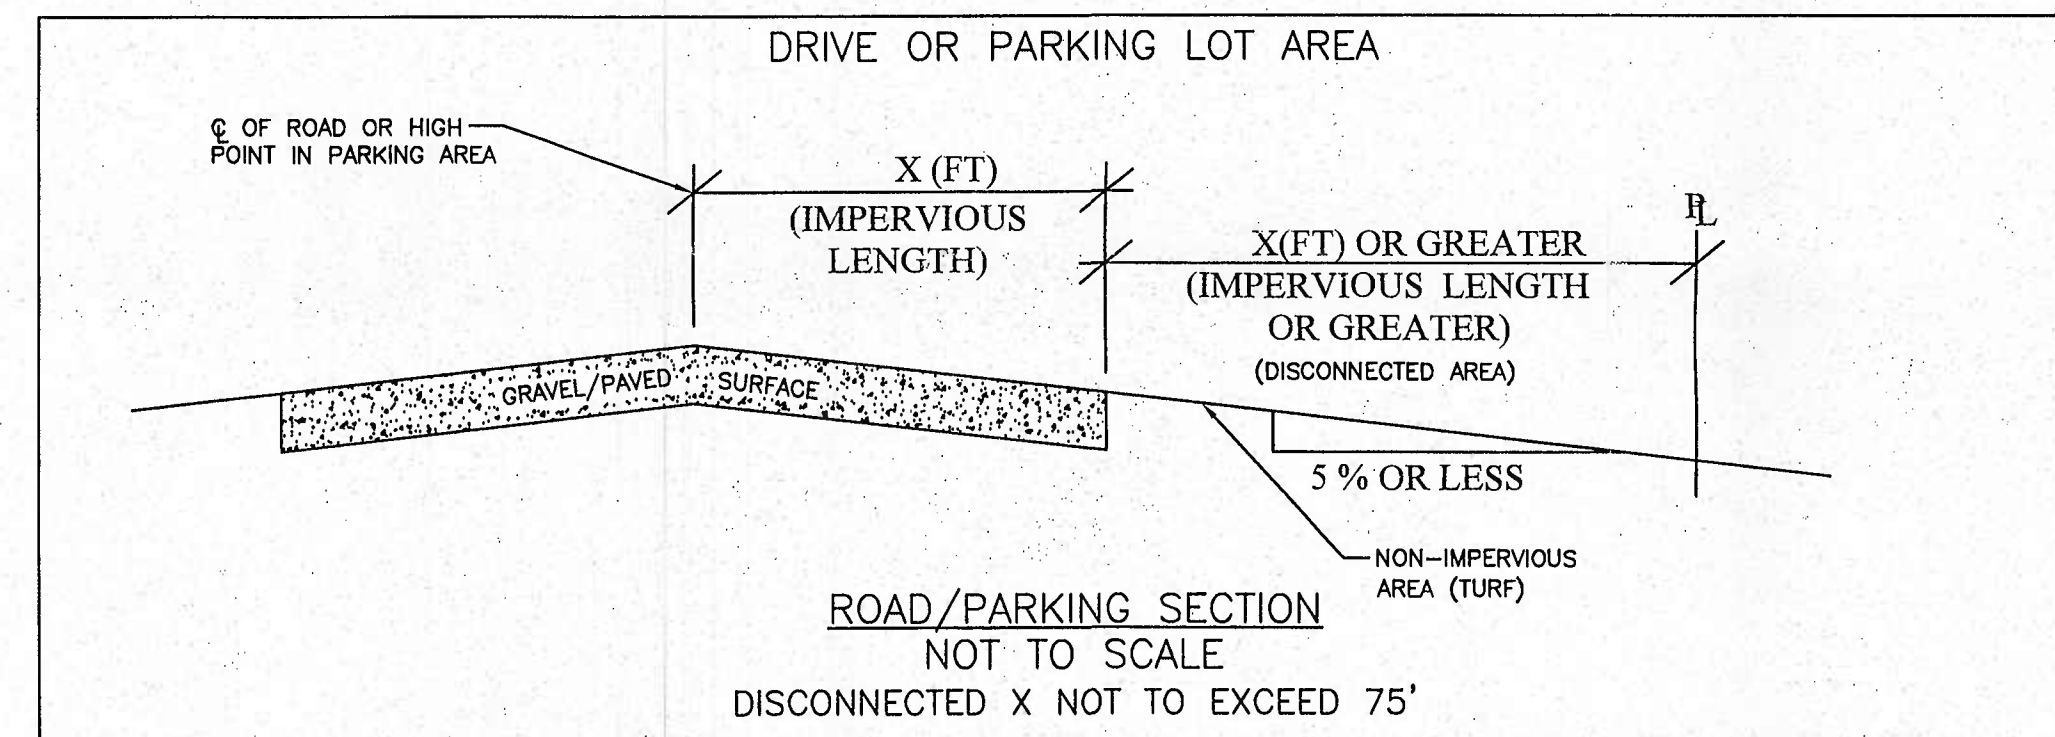 DRIVE OR PARKING LOT AREA
℄ OF ROAD OR HIGH
POINT IN PARKING AREA
X (FT)
(IMPERVIOUS
LENGTH)
PL
X(FT) OR GREATER
(IMPERVIOUS LENGTH
OR GREATER)
(DISCONNECTED AREA)
GRAVEL/PAVED SURFACE
5 % OR LESS
NON-IMPERVIOUS
AREA (TURF)
ROAD/PARKING SECTION
NOT TO SCALE
DISCONNECTED X NOT TO EXCEED 75'